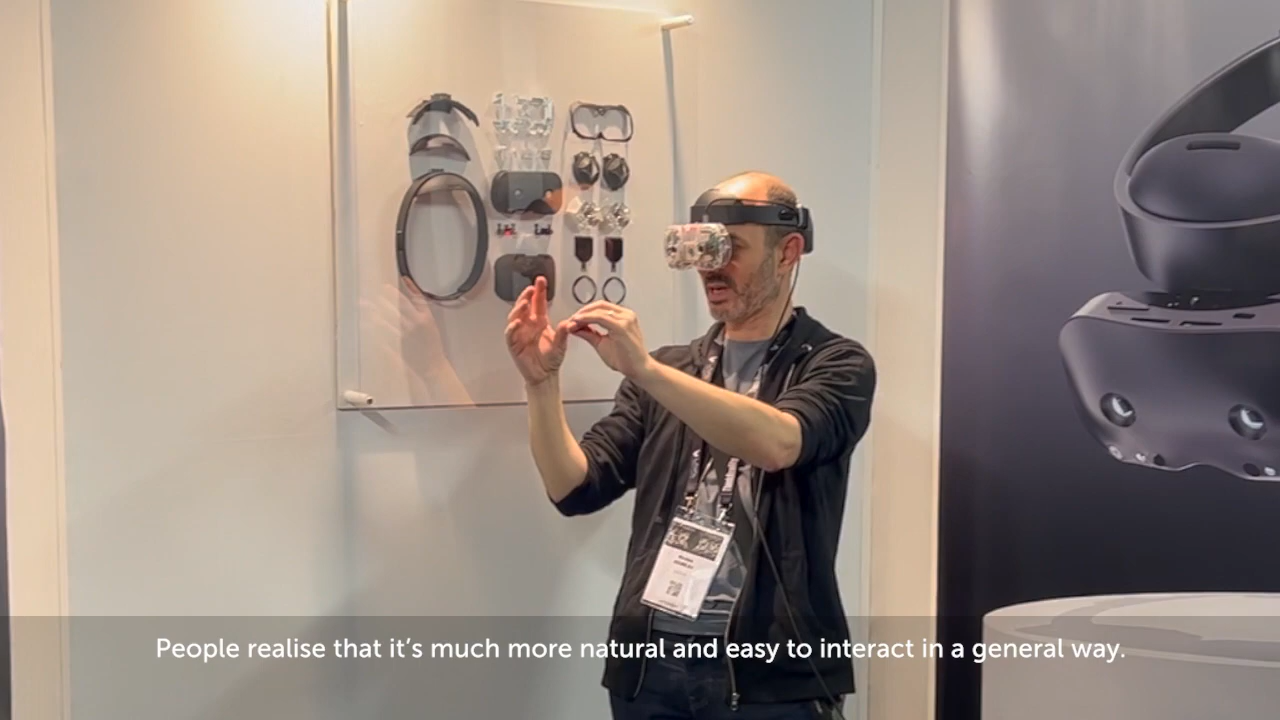 People realise that it’s much more natural and easy to interact in a general way.